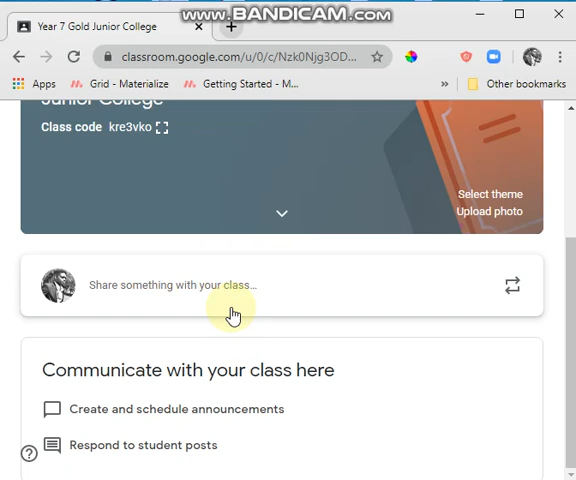 www.BANDICAM.com
Year 7 Gold Junior College
classroom.google.com/u/0/c/Nzk0Njg3OD...
Apps Grid - Materialize Getting Started - M... » Other bookmarks
Junior College
Class code kre3vko
Select theme
Upload photo
Share something with your class...
Communicate with your class here
Create and schedule announcements
Respond to student posts